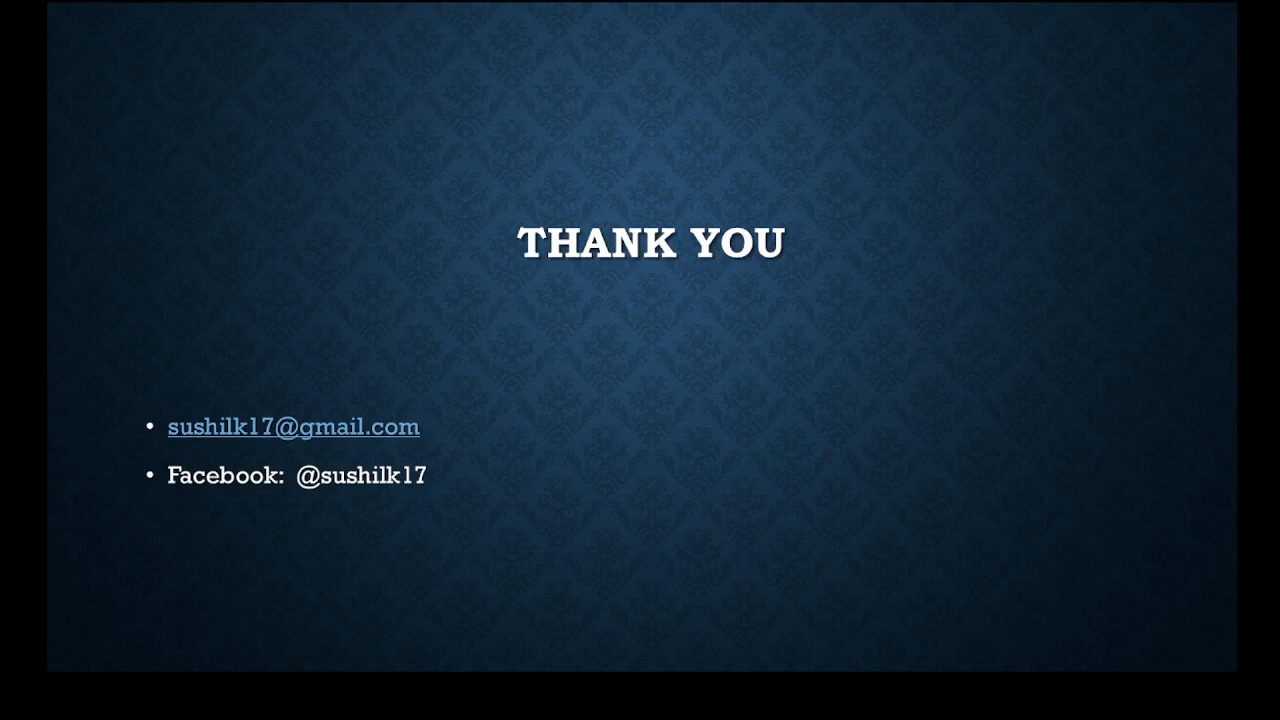 THANK YOU
• sushilk17@gmail.com
• Facebook: @sushilk17